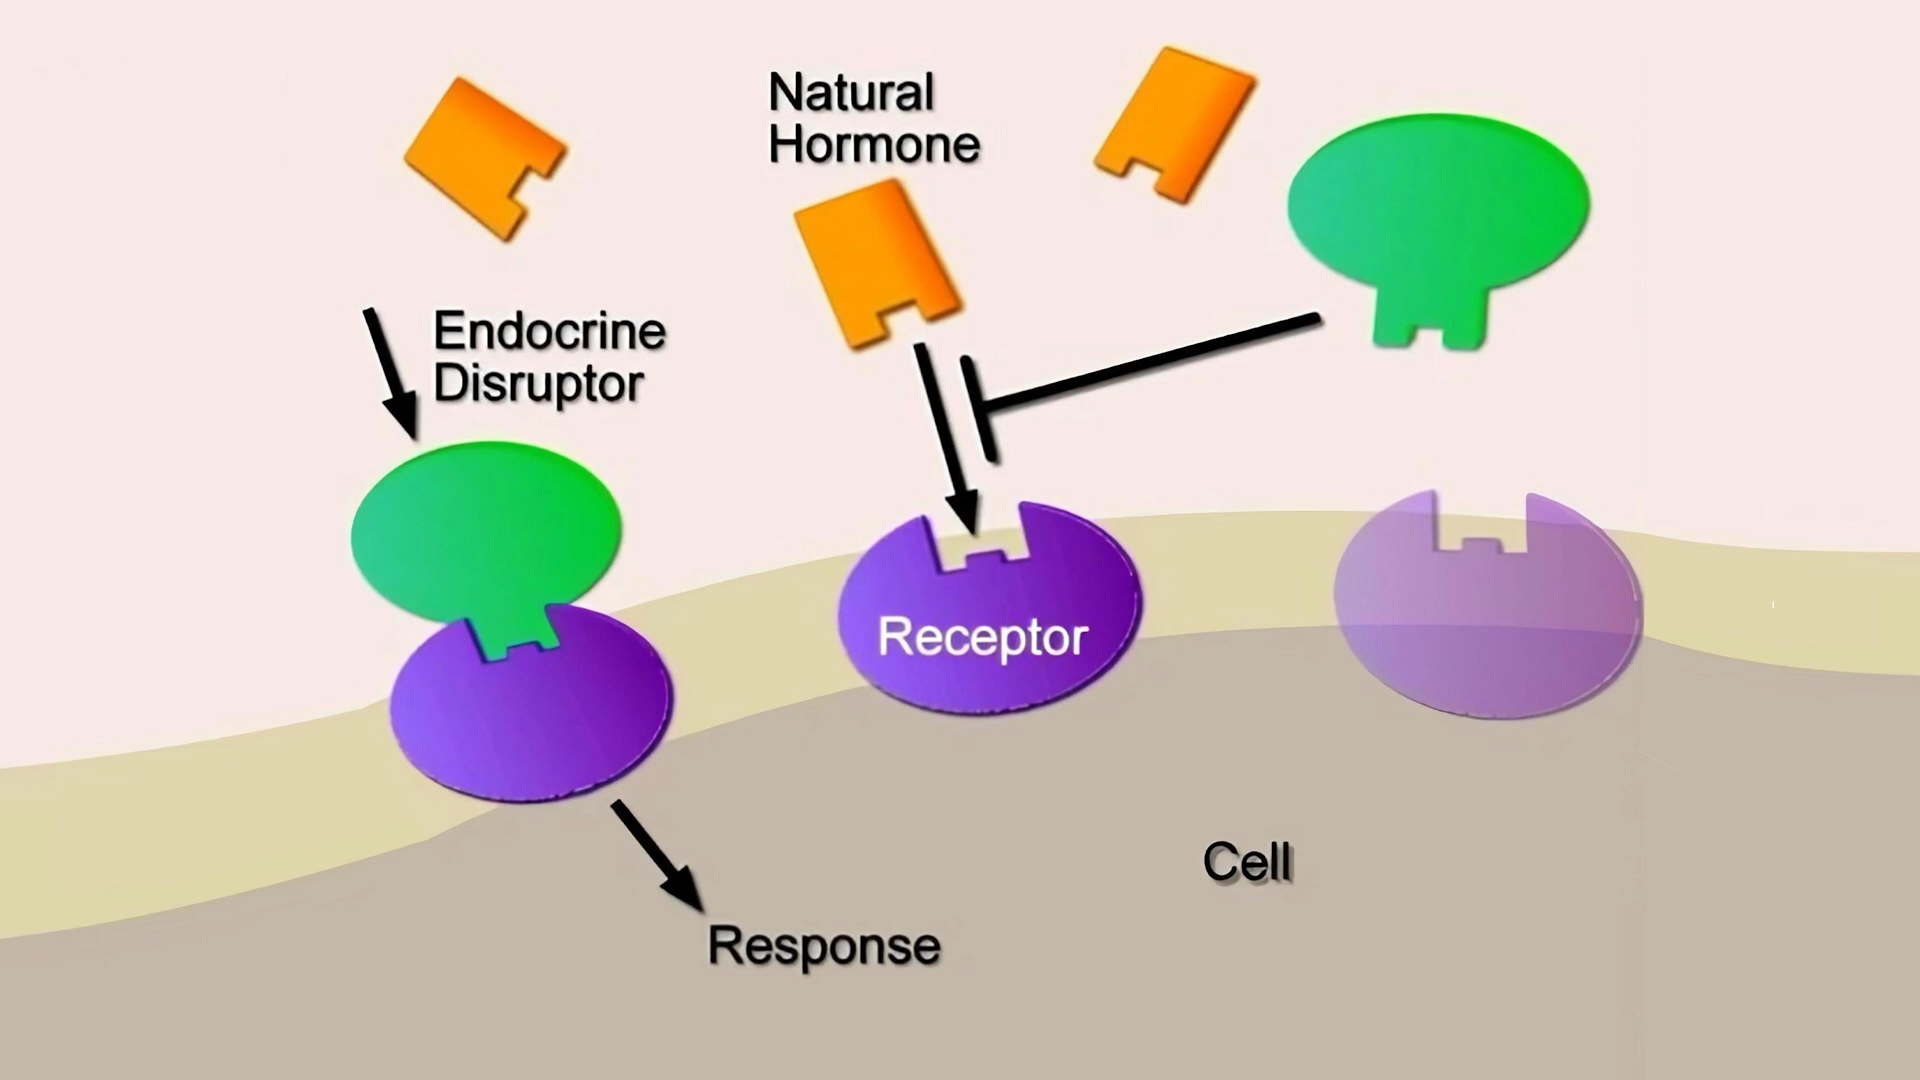 Natural
Hormone
Endocrine
Disruptor
Receptor
Cell
Response